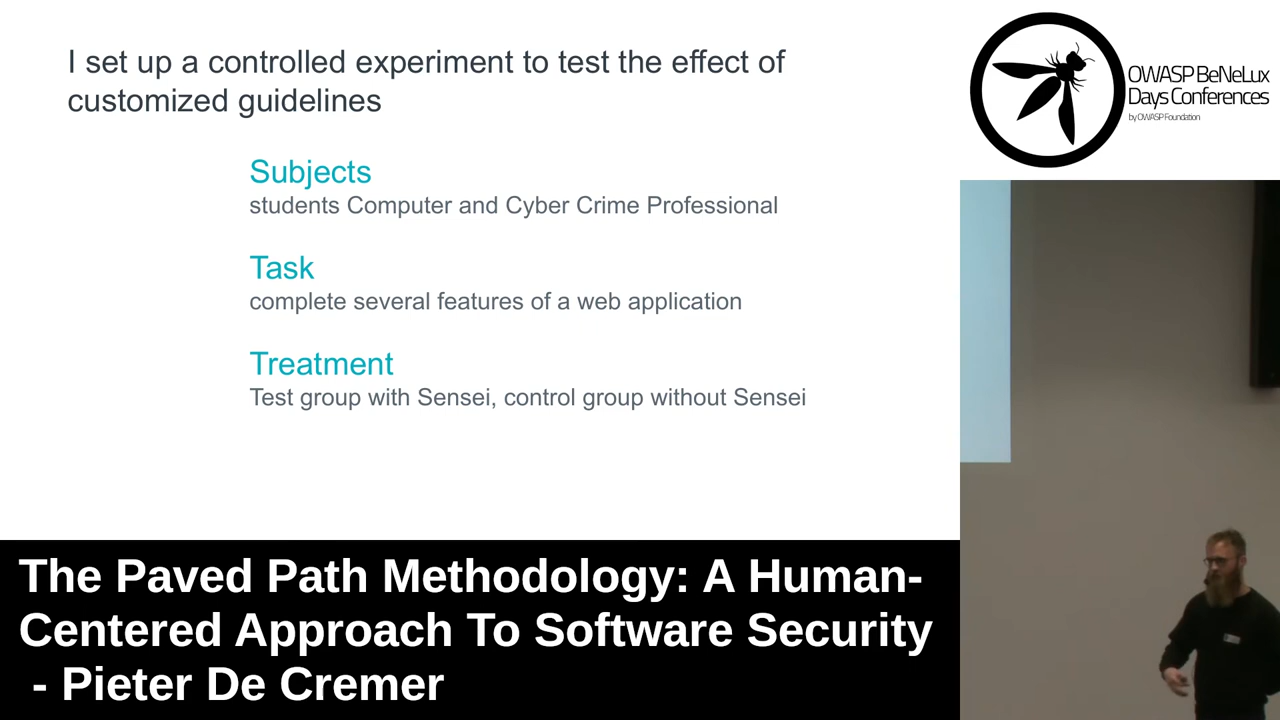 I set up a controlled experiment to test the effect of
customized guidelines
Subjects
students Computer and Cyber Crime Professional
Task
complete several features of a web application
Treatment
Test group with Sensei, control group without Sensei
OWASP BeNeLux
Days Conferences
by OWASP Foundation
The Paved Path Methodology: A Human-
Centered Approach To Software Security
- Pieter De Cremer